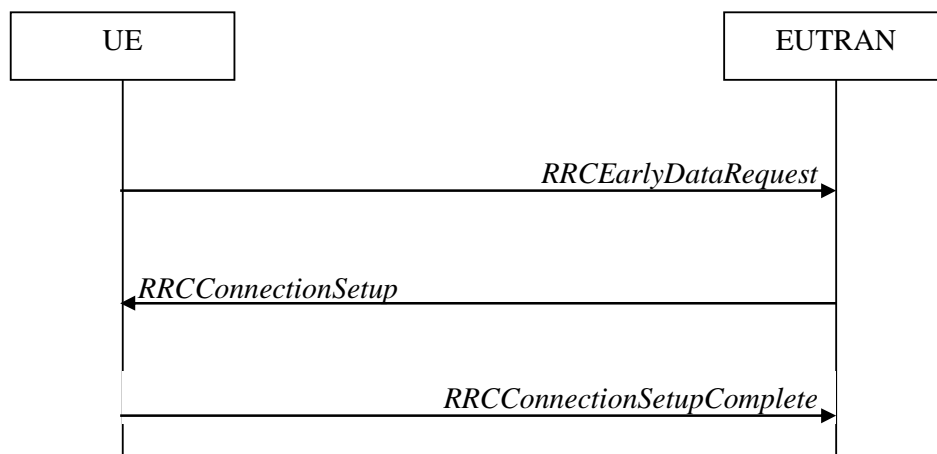 UE
EUTRAN
RRCEarlyDataRequest
RRCConnectionSetup
RRCConnectionSetupComplete